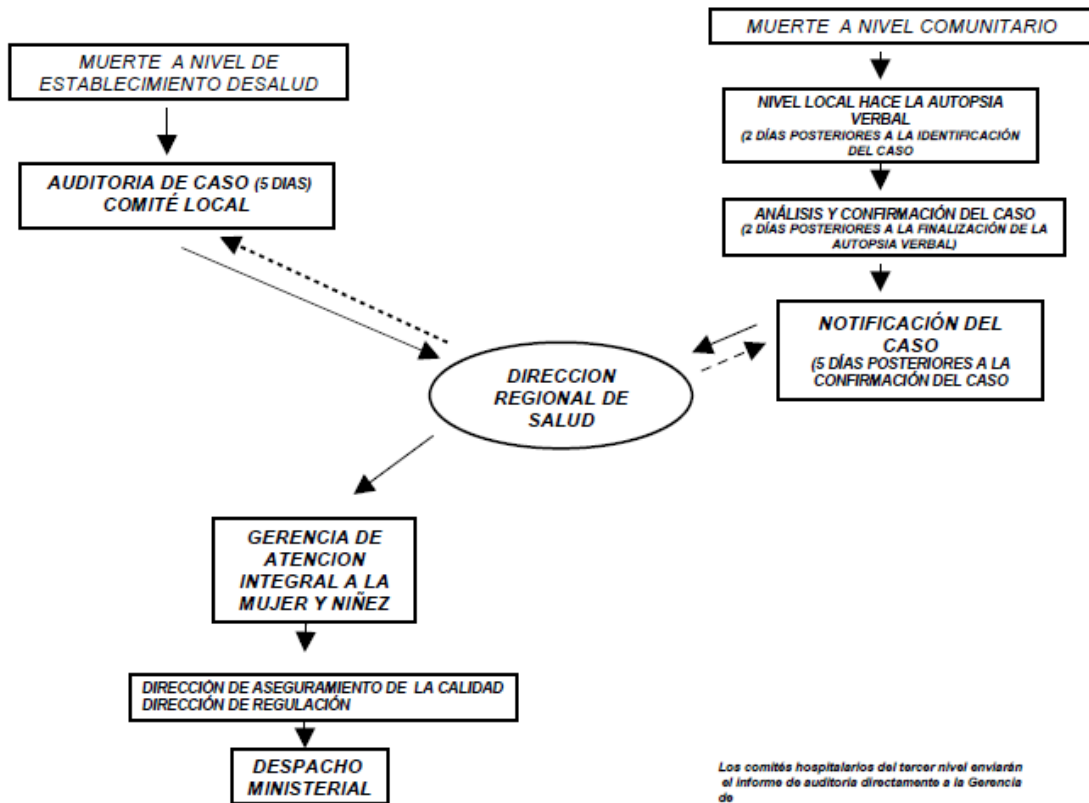 MUERTE A NIVEL DE
ESTABLECIMIENTO DESALUD
AUDITORIA DE CASO (5 DIAS)
COMITÉ LOCAL
MUERTE A NIVEL COMUNITARIO
NIVEL LOCAL HACE LA AUTOPSIA
VERBAL
(2 DÍAS POSTERIORES A LA IDENTIFICACIÓN
DEL CASO
ANÁLISIS Y CONFIRMACIÓN DEL CASO
(2 DÍAS POSTERIORES A LA FINALIZACIÓN DE LA
AUTOPSIA VERBAL)
NOTIFICACIÓN DEL
CASO
(5 DÍAS POSTERIORES A LA
CONFIRMACIÓN DEL CASO
DIRECCION
REGIONAL DE
SALUD
GERENCIA DE
ATENCION
INTEGRAL A LA
MUJER Y NIÑEZ
DIRECCIÓN DE ASEGURAMIENTO DE LA CALIDAD
DIRECCIÓN DE REGULACIÓN
DESPACHO
MINISTERIAL
Los comités hospitalarios del tercer nivel enviarán
el informe de auditoria directamente a la Gerencia
de